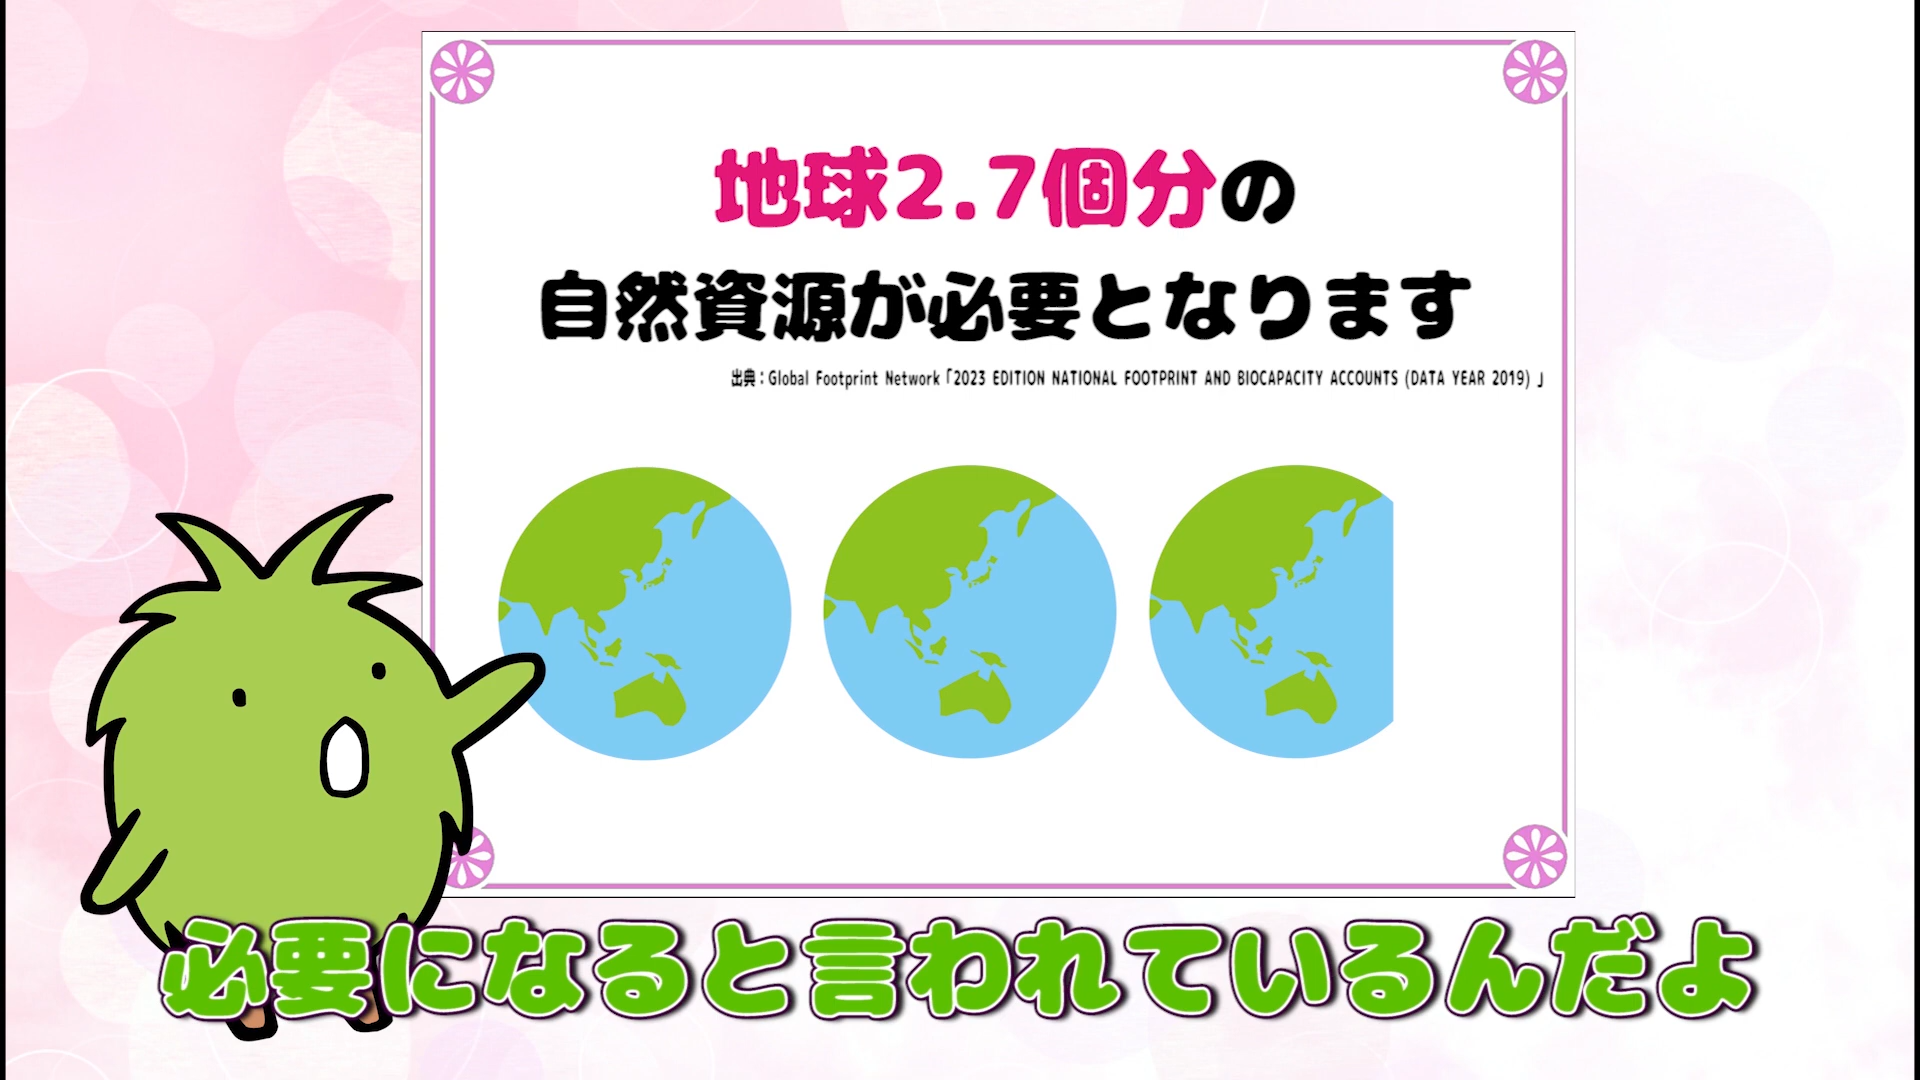 地球2.7個分の
自然資源が必要となります
出典：Global Footprint Network「2023 EDITION NATIONAL FOOTPRINT AND BIOCAPACITY ACCOUNTS (DATA YEAR 2019) 」
必要になると言われているんだよ